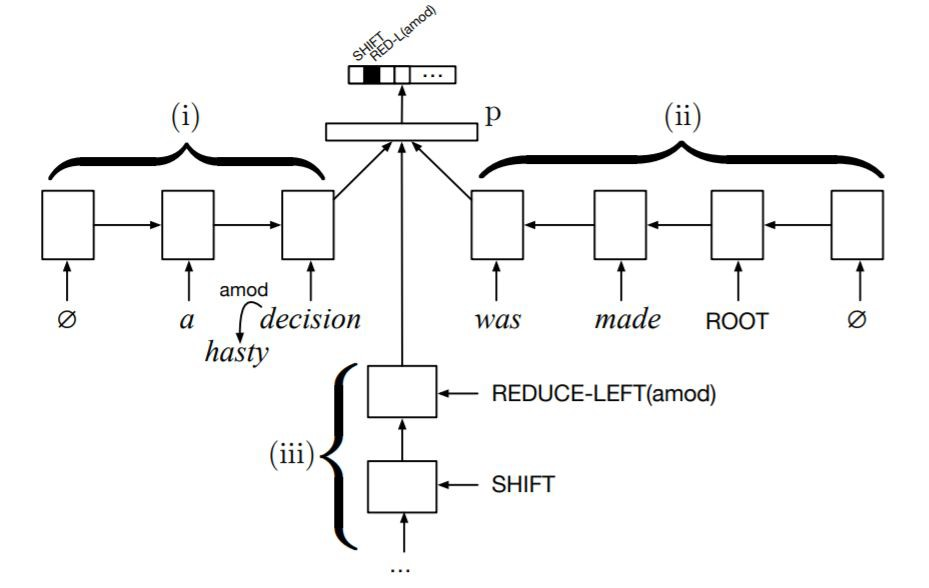 SHIFT
RED-L(amod)
...
p
(i)
(ii)
∅
a
amod
decision
hasty
was
made
ROOT
∅
(iii)
REDUCE-LEFT(amod)
SHIFT
...